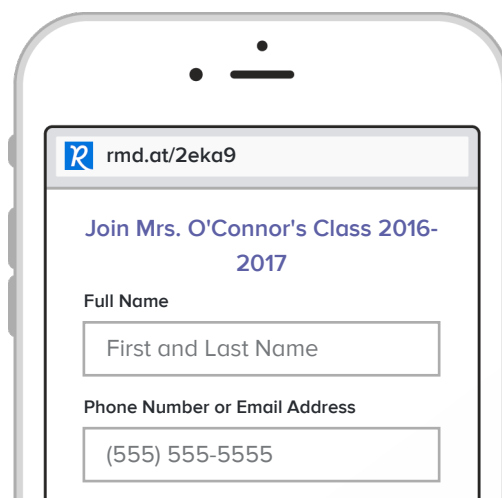 rmd.at/2eka9
Join Mrs. O'Connor's Class 2016-
2017
Full Name
First and Last Name
Phone Number or Email Address
(555) 555-5555